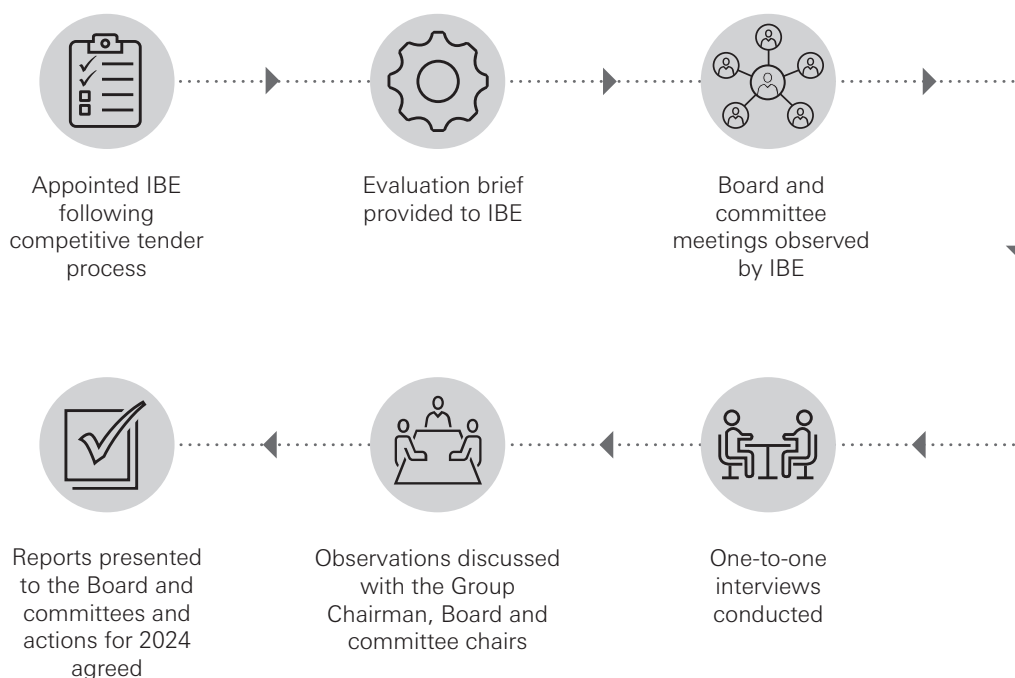 Appointed IBE
following
competitive tender
process
Evaluation brief
provided to IBE
Board and
committee
meetings observed
by IBE
Reports presented
to the Board and
committees and
actions for 2024
agreed
Observations discussed
with the Group
Chairman, Board and
committee chairs
One-to-one
interviews
conducted